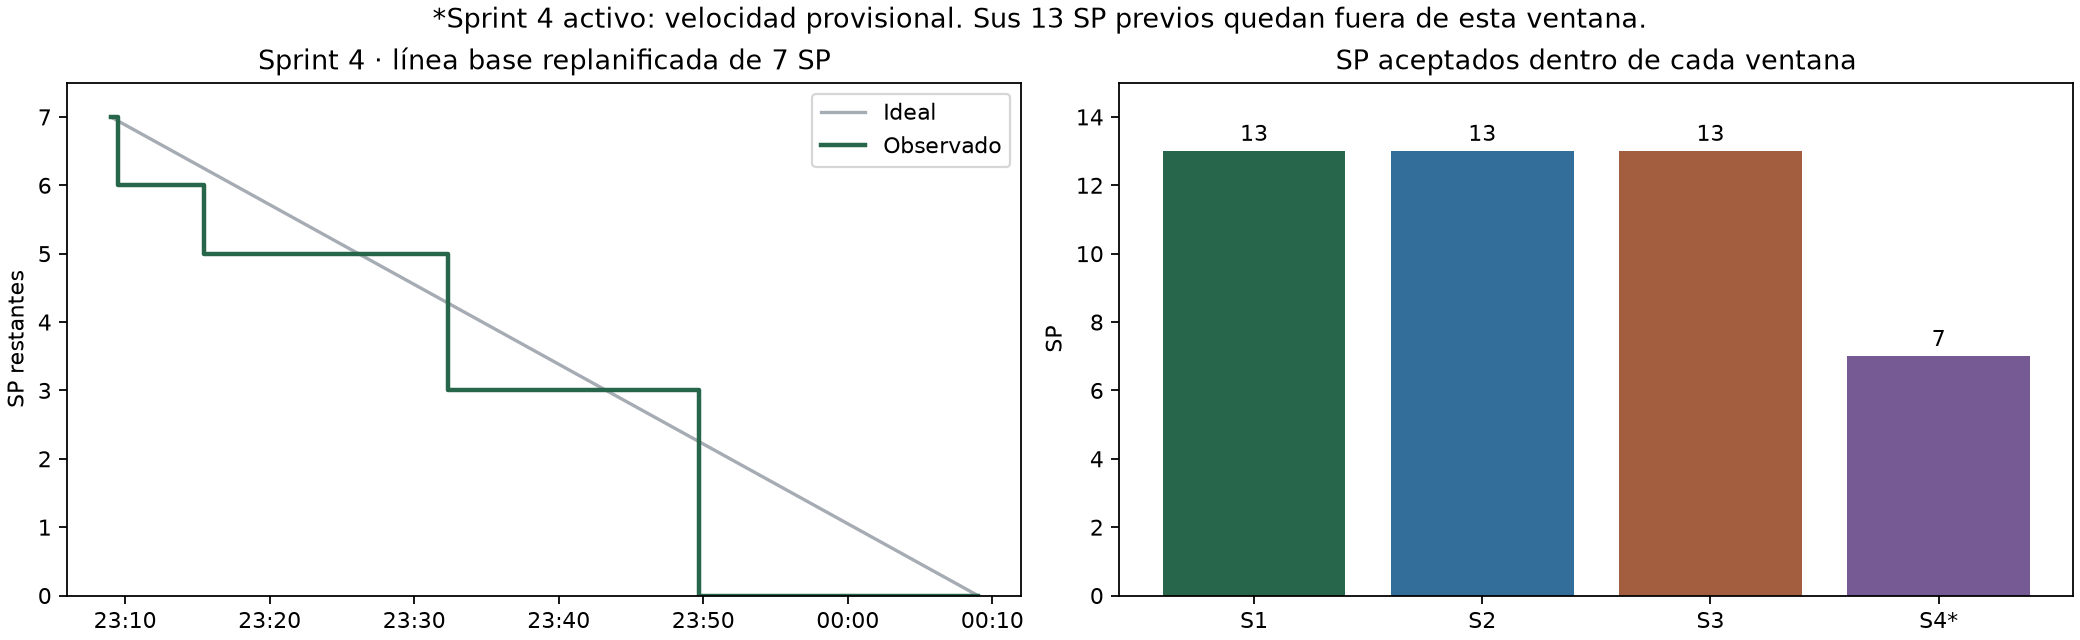 *Sprint 4 activo: velocidad provisional. Sus 13 SP previos quedan fuera de esta ventana.
Sprint 4 · línea base replanificada de 7 SP
SP restantes
7
6
5
4
3
2
1
0
23:10
23:20
23:30
23:40
23:50
00:00
00:10
Ideal
Observado
SP aceptados dentro de cada ventana
SP
14
12
10
8
6
4
2
0
13
13
13
7
S1
S2
S3
S4*